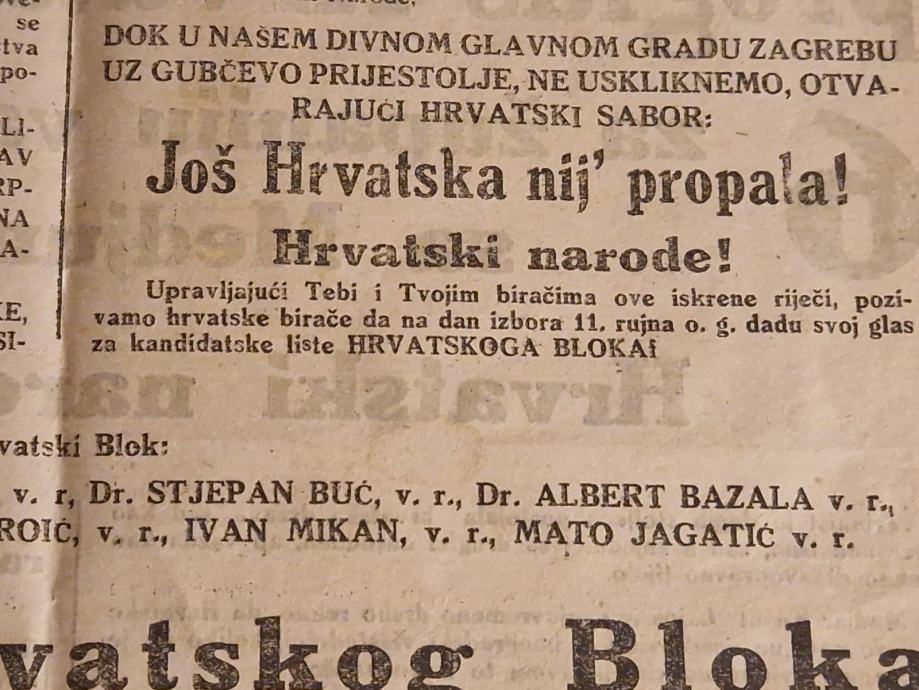 se
DOK U NAŠEM DIVNOM GLAVNOM GRADU ZAGREBU
UZ GUBČEVO PRIJESTOLJE, NE USKLIKNEMO, OTVA-
RAJUĆI HRVATSKI SABOR:
Još Hrvatska nij' propala!
Hrvatski narode!
Upravljajući Tebi i Tvojim biračima ove iskrene riječi, pozi-
vamo hrvatske birače da na dan izbora 11. rujna o. g. dadu svoj glas
za kandidatske liste HRVATSKOGA BLOKA!
vatski Blok:
v. r, Dr. STJEPAN BUĆ, v. r., Dr. ALBERT BAZALA v. r.,
ROIĆ, v. r., IVAN MIKAN, v. r., MATO JAGATIĆ v. r.
vatskog Bloka